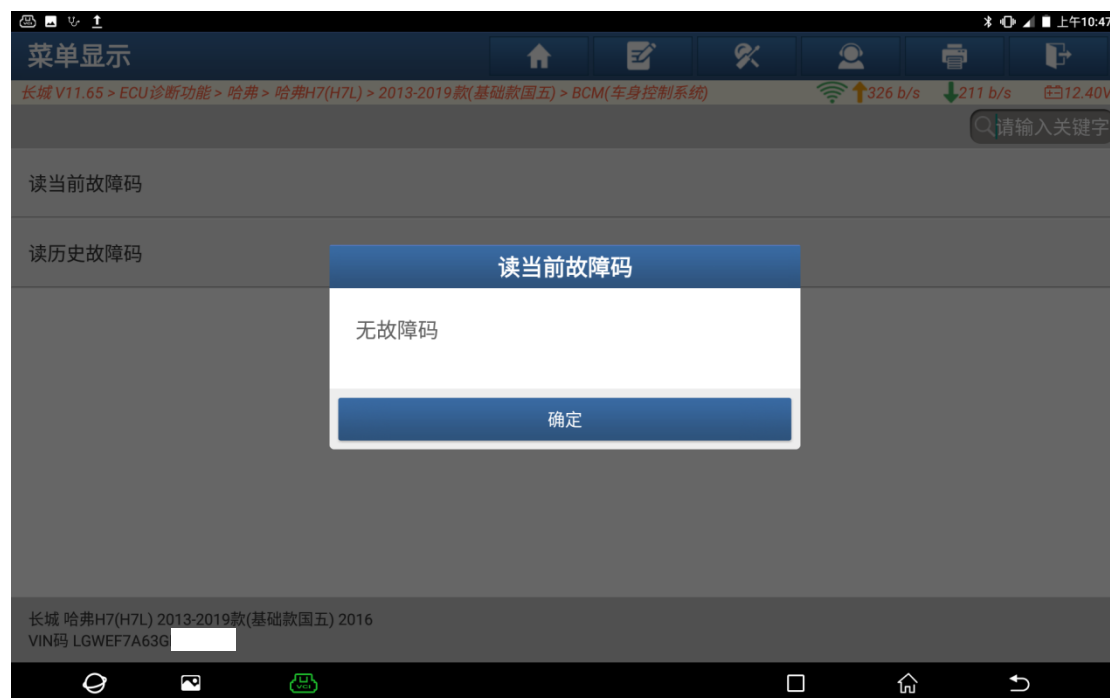 上午10:47
菜单显示
长城 V11.65 > ECU诊断功能 > 哈弗 > 哈弗H7(H7L) > 2013-2019款(基础款国五) > BCM(车身控制系统)
326 b/s
211 b/s
12.40V
请输入关键字
读当前故障码
读历史故障码
读当前故障码
无故障码
确定
长城 哈弗H7(H7L) 2013-2019款(基础款国五) 2016
VIN码 LGWEF7A63G
VCI